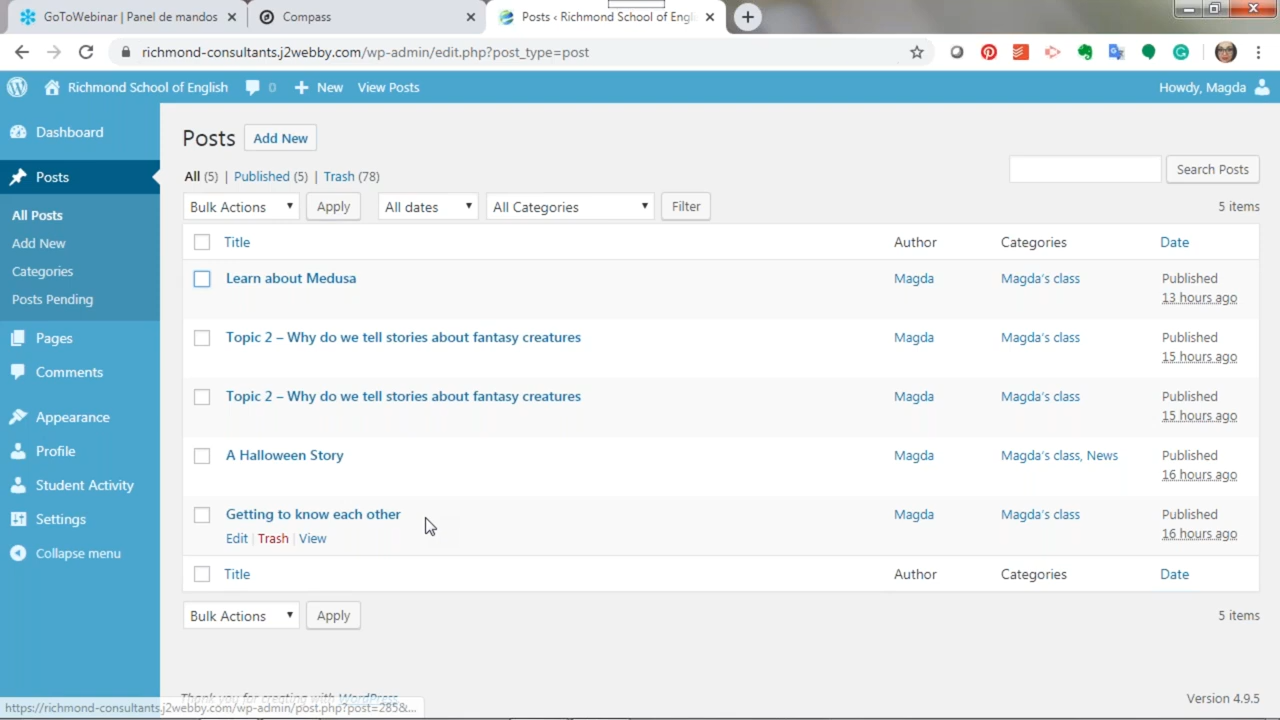 GoToWebinar | Panel de mandos
Compass
Posts ‹ Richmond School of Engli
richmond-consultants.j2webby.com/wp-admin/edit.php?post_type=post
Richmond School of English 0 New View Posts Howdy, Magda
Dashboard
Posts
All Posts
Add New
Categories
Posts Pending
Pages
Comments
Appearance
Profile
Student Activity
Settings
Collapse menu
Posts Add New
All (5) | Published (5) | Trash (78)
Search Posts
Bulk Actions Apply All dates All Categories Filter 5 items
Title Author Categories Date
Learn about Medusa Magda Magda's class Published
13 hours ago
Topic 2 – Why do we tell stories about fantasy creatures Magda Magda's class Published
15 hours ago
Topic 2 – Why do we tell stories about fantasy creatures Magda Magda's class Published
15 hours ago
A Halloween Story Magda Magda's class, News Published
16 hours ago
Getting to know each other Magda Magda's class Published
Edit | Trash | View 16 hours ago
Title Author Categories Date
Bulk Actions Apply 5 items
Thank you for creating with WordPress Version 4.9.5
https://richmond-consultants.j2webby.com/wp-admin/post.php?post=285&...